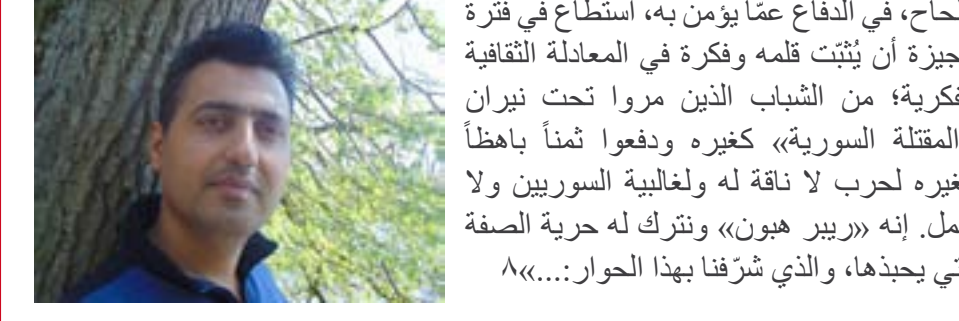 لحاح، في الدفاع عمّا يؤمن به، استطاع في فترة
جيزة أن يُثبّت قلمه وفكرة في المعادلة الثقافية
فكرية؛ من الشباب الذين مروا تحت نيران
المقتلة السورية» كغيره ودفعوا ثمناً باهظاً
غيره لحرب لا ناقة له ولغالبية السوريين ولا
مل. إنه «ريبر هبون» ونترك له حرية الصفة
تي يحبذها، والذي شرّفنا بهذا الحوار:...»٨